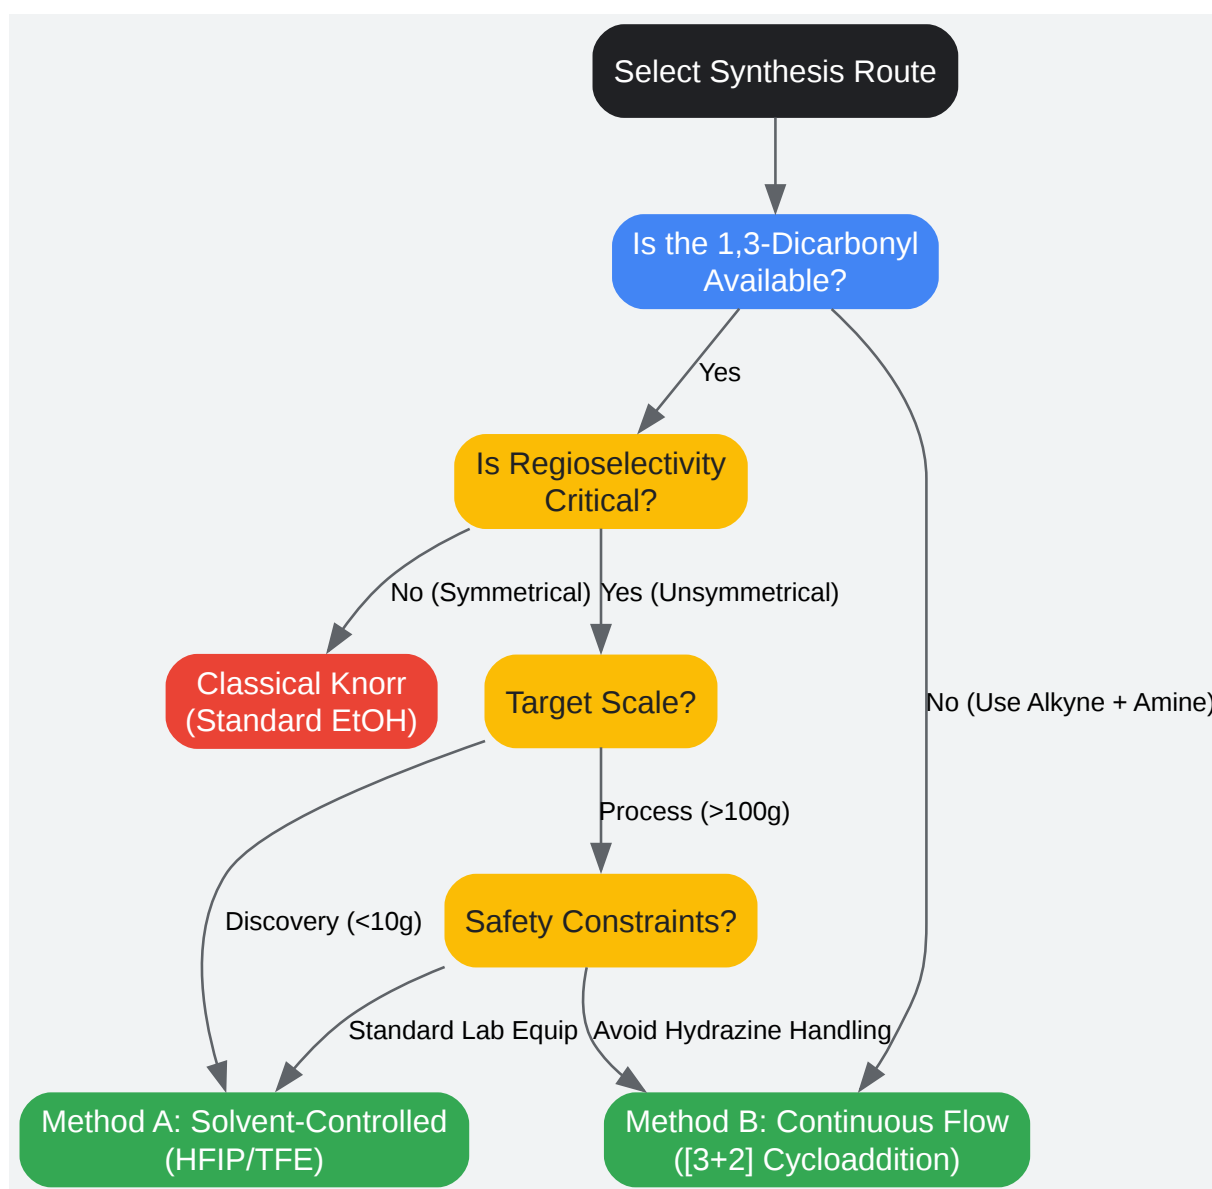 Select Synthesis Route
Is the 1,3-Dicarbonyl
Available?
Yes
Is Regioselectivity
Critical?
No (Symmetrical)
Yes (Unsymmetrical)
Classical Knorr
(Standard EtOH)
Target Scale?
No (Use Alkyne + Amine)
Process (>100g)
Discovery (<10g)
Safety Constraints?
Standard Lab Equip
Avoid Hydrazine Handling
Method A: Solvent-Controlled
(HFIP/TFE)
Method B: Continuous Flow
([3+2] Cycloaddition)